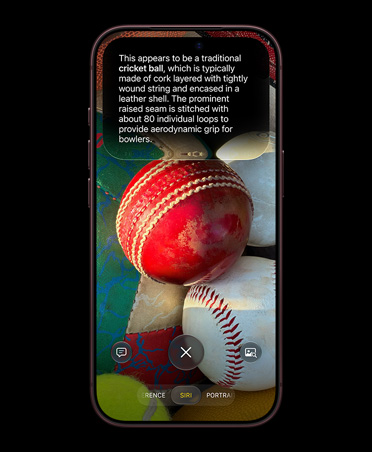 This appears to be a traditional
cricket ball, which is typically
made of cork layered with tightly
wound string and encased in a
leather shell. The prominent
raised seam is stitched with
about 80 individual loops to
provide aerodynamic grip for
bowlers.
RENCE SIRI PORTRAI